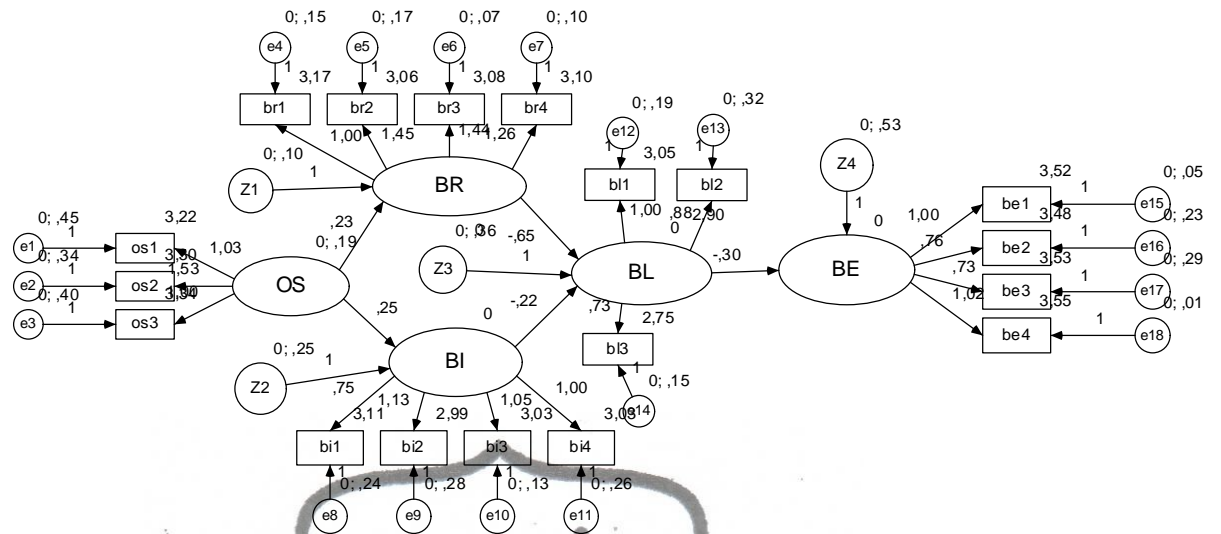 0; ,15 0; ,17 0; ,07 0; ,10
e4 e5 e6 e7
1 3,17 1 3,06 1 3,08 1 3,10
br1 br2 br3 br4
1,00 1,45 1,44 1,26
0; ,10
Z1 1 BR
0; ,19 0; ,32
e12 e13
1 3,05 1
bl1 bl2
1,00 ,88 2,90
0; ,53
Z4
1
0
0; ,45 3,22
e1 1 os1 1,03
0; ,34
e2 1 os2 1,53
0; ,40
e3 1 os3
0; ,19
OS
,23
,25
0; ,36 -,65
Z3 1 BL 0
-,30
BE
1,00 3,52 1 0; ,05
be1 e15
,76 3,48 1 0; ,23
be2 e16
,73 3,53 1 0; ,29
be3 e17
1,02 3,55 1 0; ,01
be4 e18
0 -,22
,73 2,75
bl3
1 0; ,15
e14
0; ,25
Z2 1 BI
,75 1,13 1,05 1,00
3,11 2,99 3,03
bi1 bi2 bi3 bi4
1 1 1 1
0; ,24 0; ,28 0; ,13 0; ,26
e8 e9 e10 e11